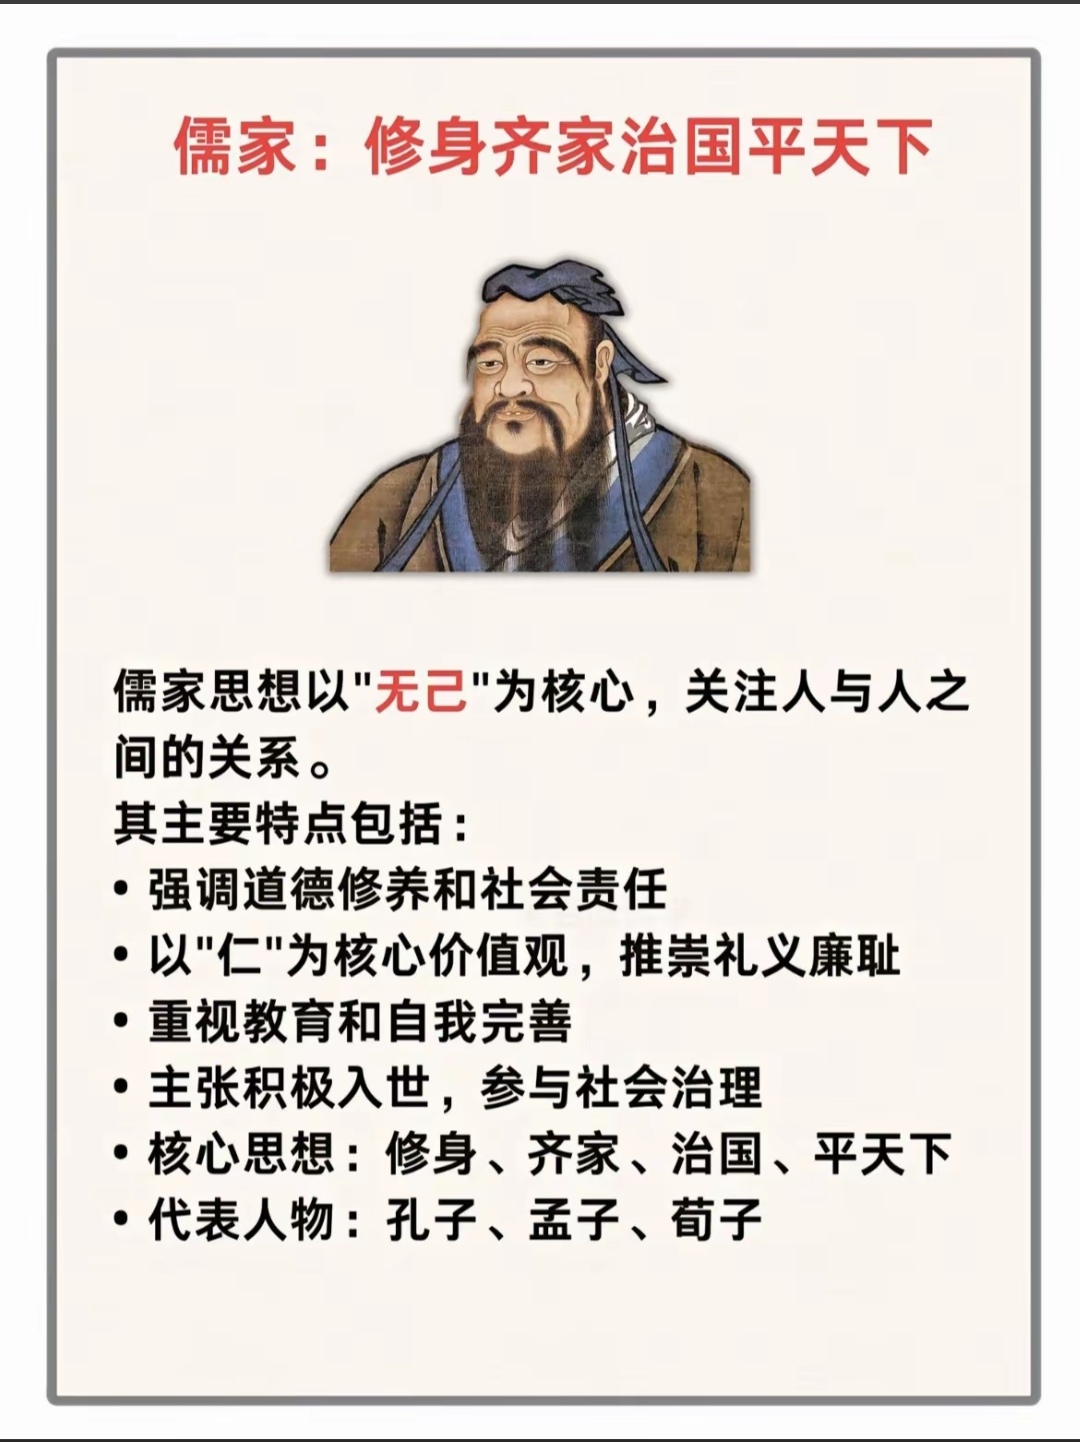 儒家：修身齐家治国平天下
儒家思想以"无己"为核心，关注人与人之
间的关系。
其主要特点包括：
• 强调道德修养和社会责任
• 以"仁"为核心价值观，推崇礼义廉耻
• 重视教育和自我完善
• 主张积极入世，参与社会治理
• 核心思想：修身、齐家、治国、平天下
• 代表人物：孔子、孟子、荀子